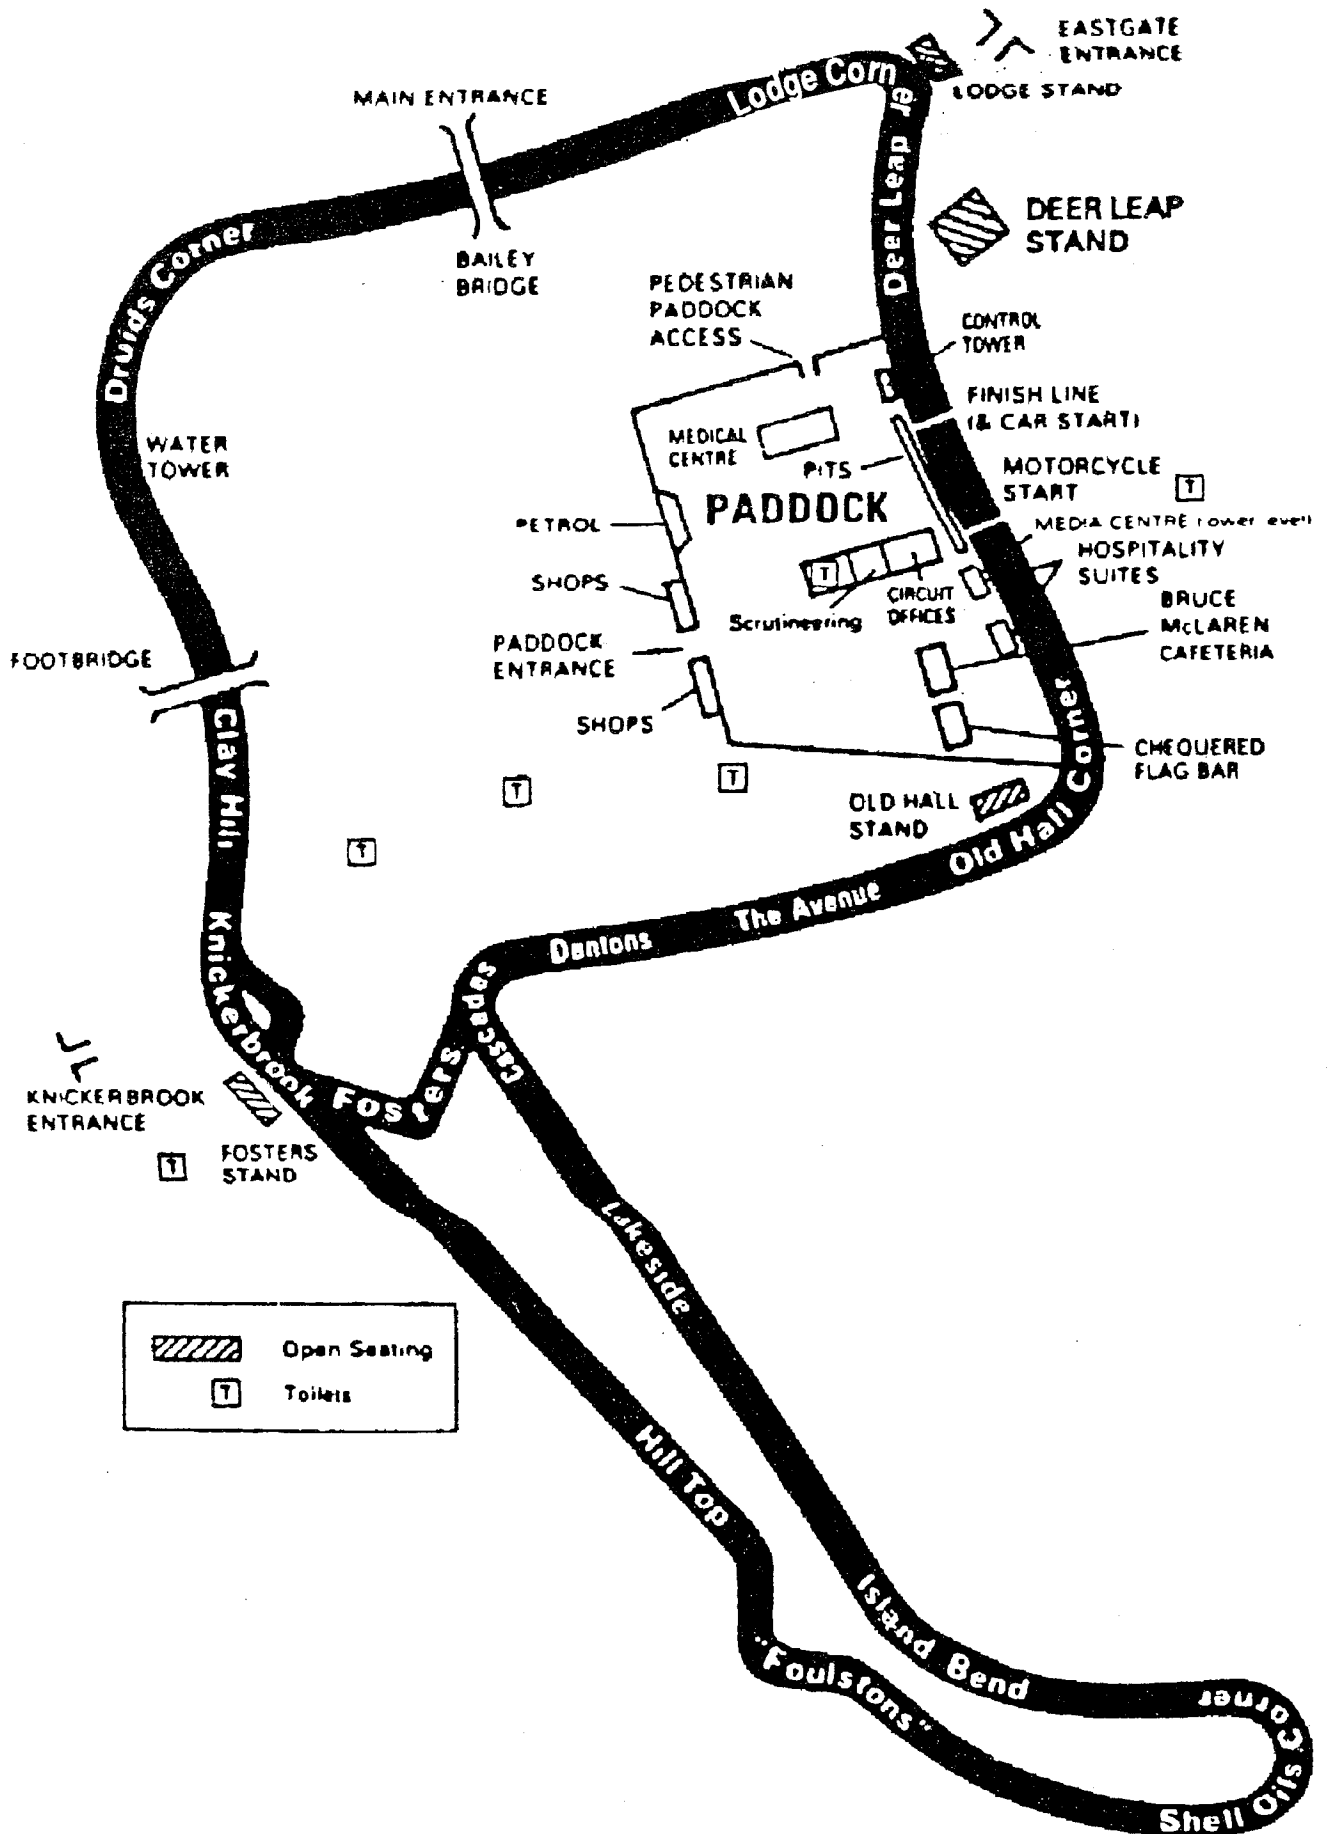 EASTGATE
ENTRANCE
LODGE STAND
MAIN ENTRANCE
Lodge Corner
Deer Leap
DEER LEAP
STAND
BAILEY
BRIDGE
Druids Corner
PEDESTRIAN
PADDOCK
ACCESS
CONTROL
TOWER
FINISH LINE
(& CAR START)
WATER
TOWER
MEDICAL
CENTRE
PITS
MOTORCYCLE
START
T
PADDOCK
PETROL
MEDIA CENTRE
HOSPITALITY
SUITES
SHOPS
T
CIRCUIT
OFFICES
Scrutineering
BRUCE
McLAREN
CAFETERIA
PADDOCK
ENTRANCE
FOOTBRIDGE
SHOPS
CHEQUERED
FLAG BAR
Clay Hill
T
T
OLD HALL
STAND
Old Hall Corner
T
The Avenue
Dentons
Knickerbrook
Cascades
Fosters
KNICKERBROOK
ENTRANCE
T
FOSTERS
STAND
Lakeside
Open Seating
T Toilets
Hill Top
Island Bend
"Foulstons"
Shell Oils Corner